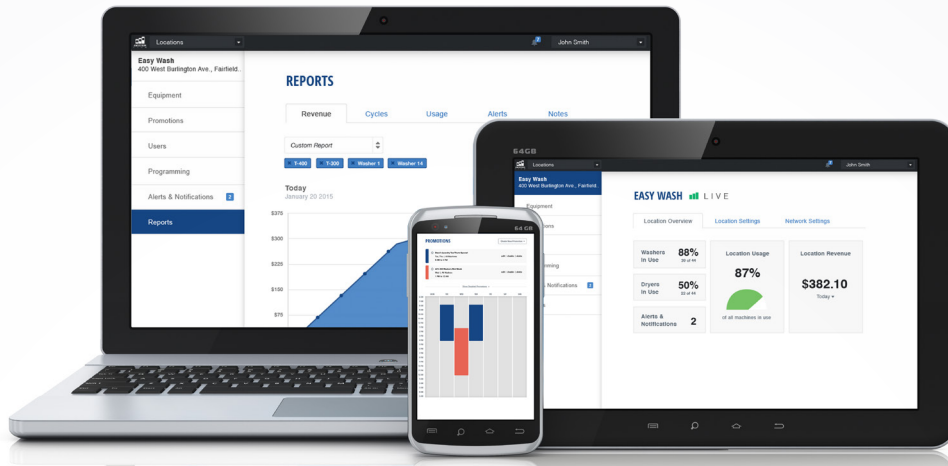 Locations
2
John Smith
Easy Wash
400 West Burlington Ave., Fairfield..
Equipment
Promotions
Users
Programming
Alerts & Notifications 2
Reports
REPORTS
Revenue Cycles Usage Alerts Notes
Custom Report
T-400 T-300 Washer 1 Washer 14
Today
January 20 2015
$375
$300
$225
$150
$75
64 GB
PROMOTIONS
64GB
Locations
John Smith
Easy Wash
400 West Burlington Ave., Fairfield..
Equipment
Notifications 2
EASY WASH LIVE
Location Overview Location Settings Network Settings
Washers
In Use
88%
Dryers
In Use
50%
Alerts &
Notifications
2
Location Usage
87%
of all machines in use
Location Revenue
$382.10
Today